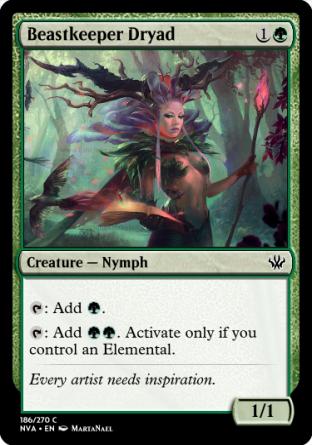 Beastkeeper Dryad 1
Creature — Nymph
: Add .
: Add . Activate only if you
control an Elemental.
Every artist needs inspiration.
1/1
186/270 C
NVA • EN MartaNael